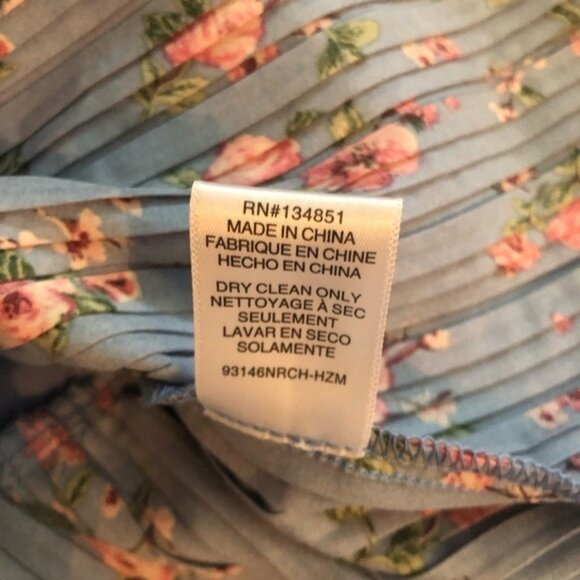 RN#134851
MADE IN CHINA
FABRIQUE EN CHINE
HECHO EN CHINA
DRY CLEAN ONLY
NETTOYAGE À SEC
SEULEMENT
LAVAR EN SECO
SOLAMENTE
93146NRCH-HZM